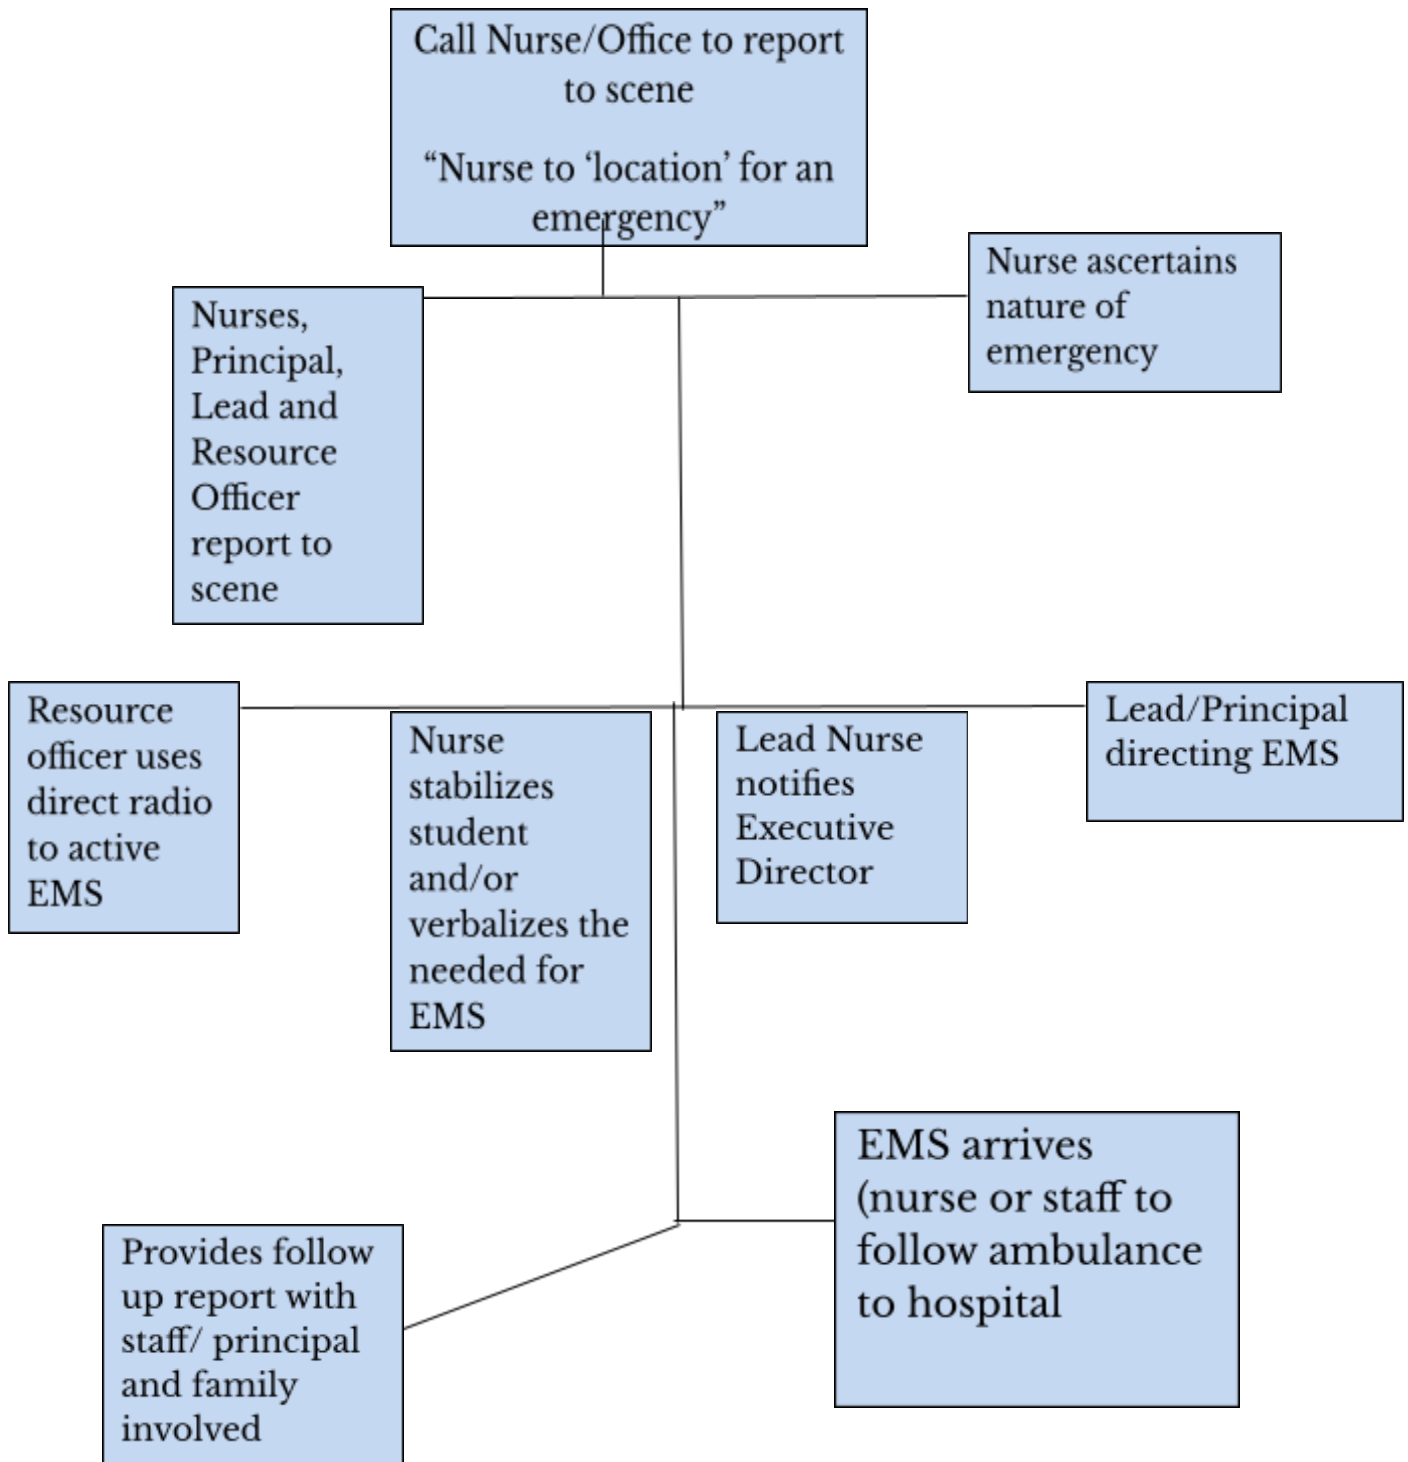 Call Nurse/Office to report
to scene
“Nurse to ‘location’ for an
emergency”
Nurse ascertains
nature of
emergency
Nurses,
Principal,
Lead and
Resource
Officer
report to
scene
Resource
officer uses
direct radio
to active
EMS
Nurse
stabilizes
student
and/or
verbalizes the
needed for
EMS
Lead Nurse
notifies
Executive
Director
Lead/Principal
directing EMS
EMS arrives
(nurse or staff to
follow ambulance
to hospital
Provides follow
up report with
staff/ principal
and family
involved